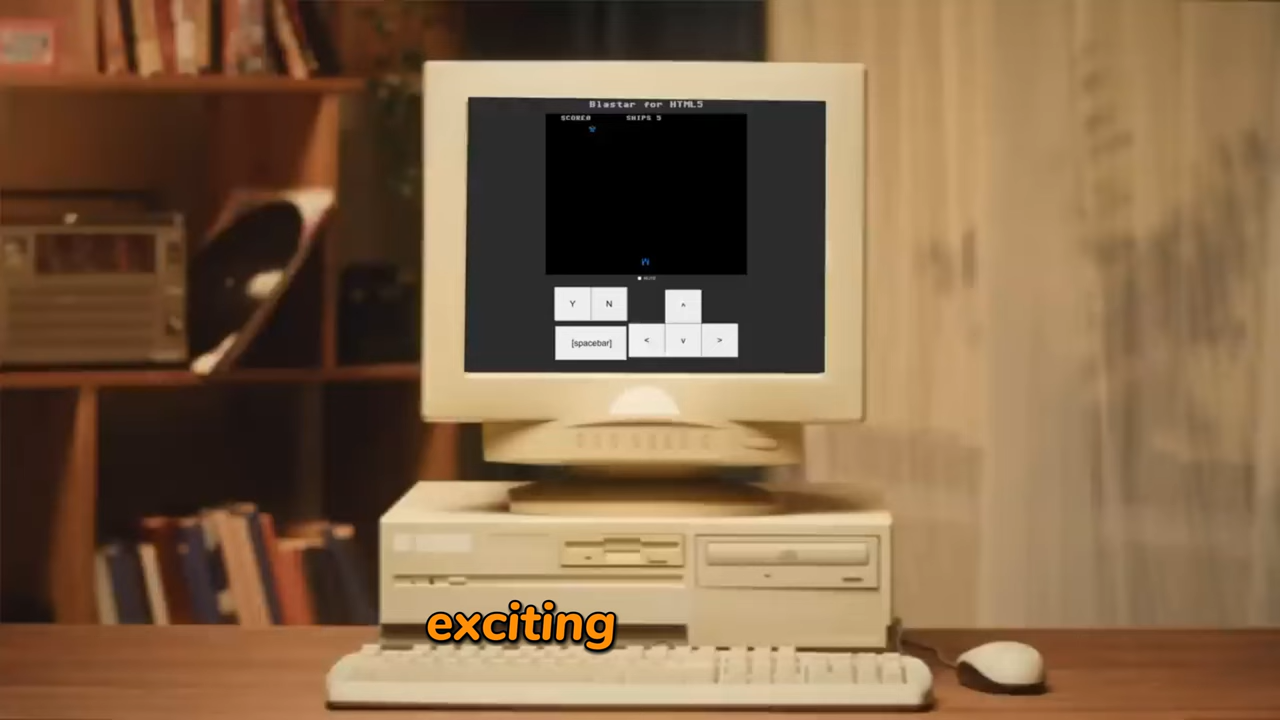 Blastar for HTML5
SCORE0 SHIPS 5
Y N ^
[spacebar] < v >
exciting